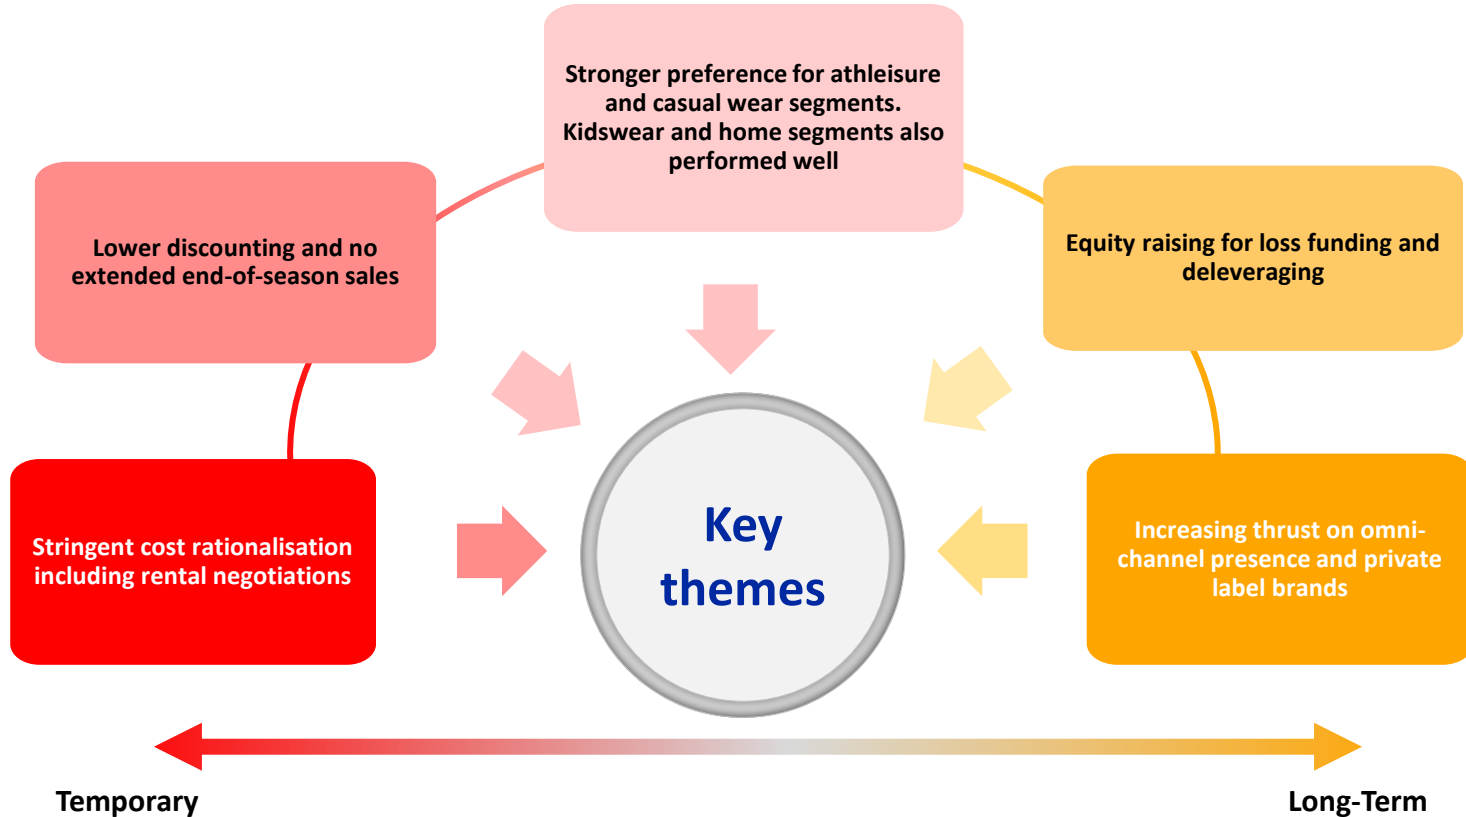 Stronger preference for athleisure
and casual wear segments.
Kidswear and home segments also
performed well
Lower discounting and no
extended end-of-season sales
Equity raising for loss funding and
deleveraging
Stringent cost rationalisation
including rental negotiations
Key
themes
Increasing thrust on omni-
channel presence and private
label brands
Temporary
Long-Term